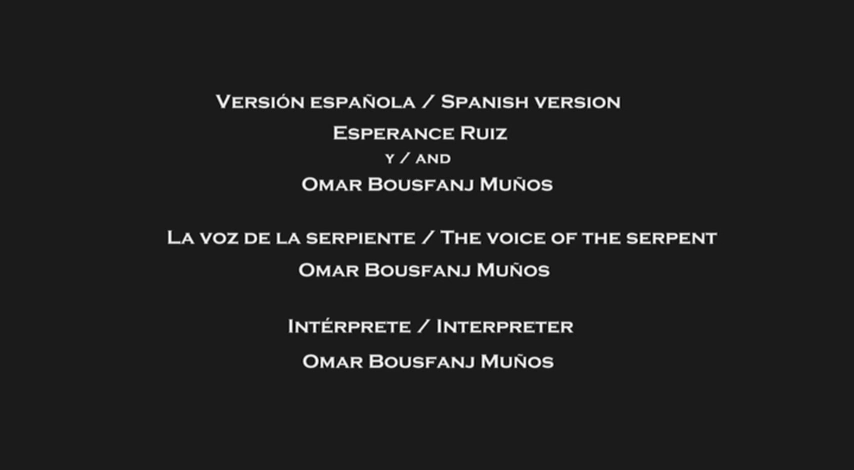 Versión española / Spanish version
Esperance Ruiz
y / and
Omar Bousfanj Muños
La voz de la serpiente / The voice of the serpent
Omar Bousfanj Muños
Intérprete / Interpreter
Omar Bousfanj Muños